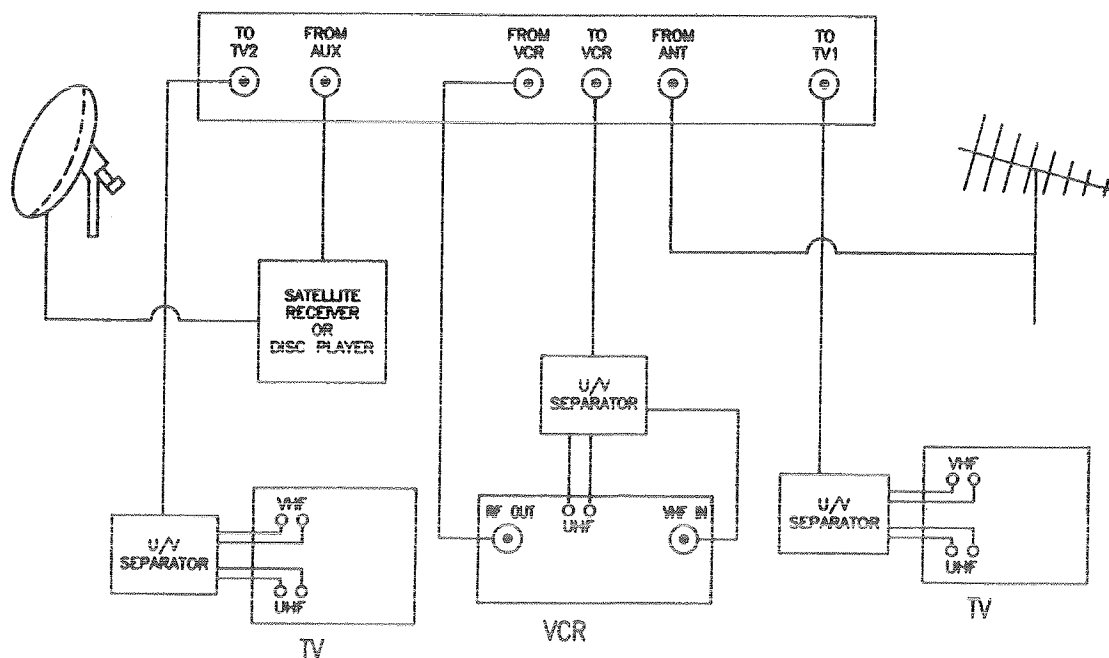 TO
TV2
FROM
AUX
FROM
VCR
TO
VCR
FROM
ANT
TO
TV1
SATELLITE
RECEIVER
OR
DISC PLAYER
U/V
SEPARATOR
VHF
U/V
SEPARATOR
UHF
TV
RF OUT
UHF
VHF IN
VCR
U/V
SEPARATOR
VHF
UHF
TV